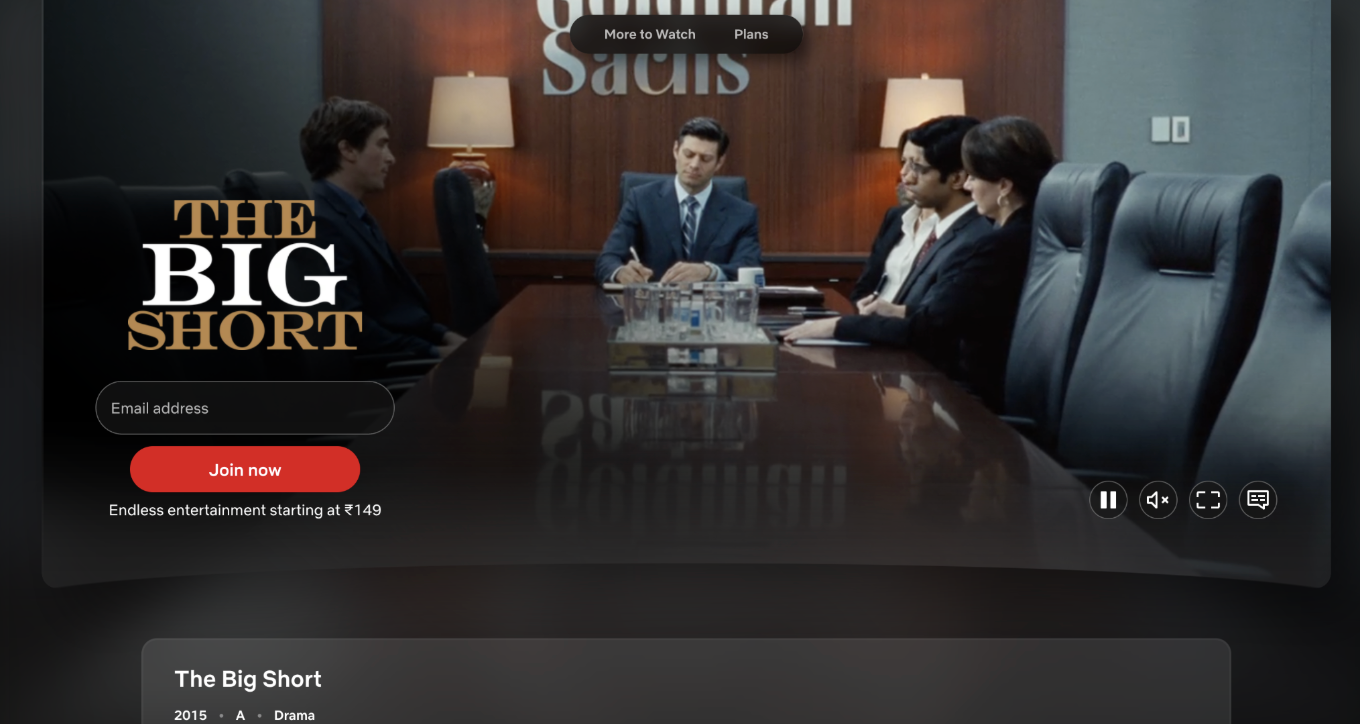 Goldman
More to Watch Plans
Sachs
THE
BIG
SHORT
Email address
Join now
Endless entertainment starting at ₹149
The Big Short
2015 • A • Drama